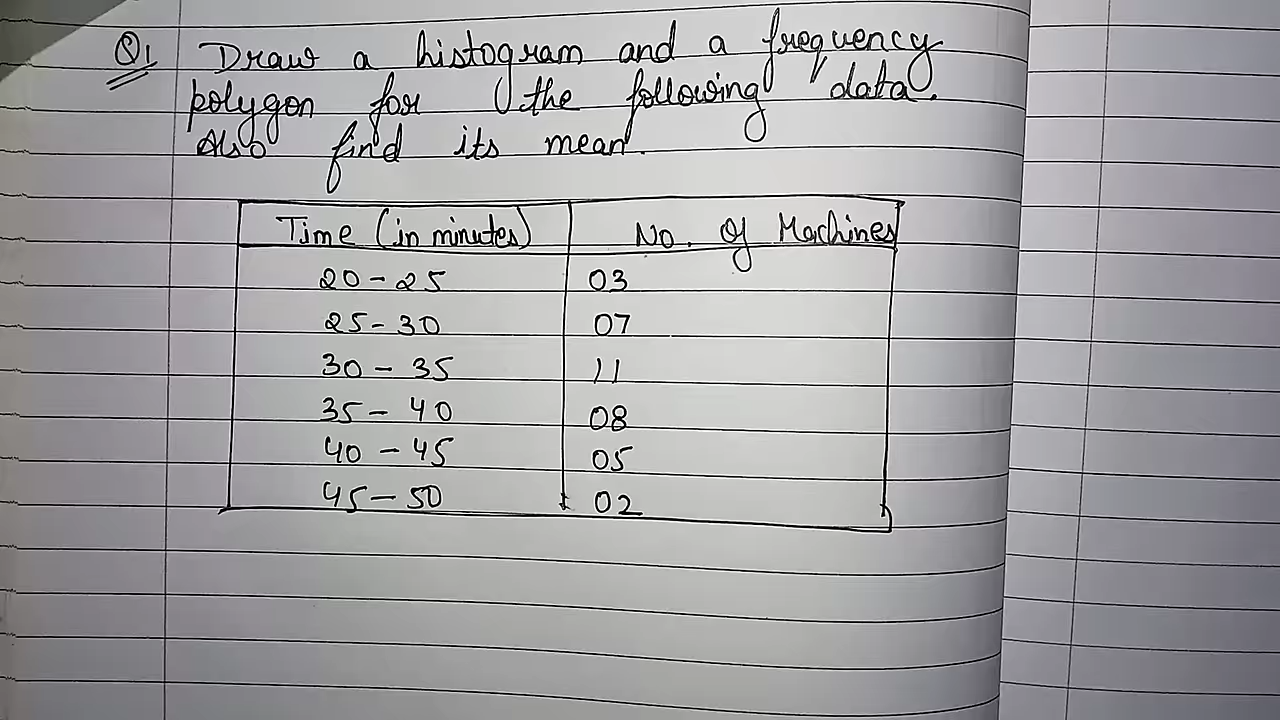 Q1 Draw a histogram and a frequency
polygon for the following data.
Also find its mean.
Time (in minutes) No. of Machines
20 - 25 03
25 - 30 07
30 - 35 11
35 - 40 08
40 - 45 05
45 - 50 02